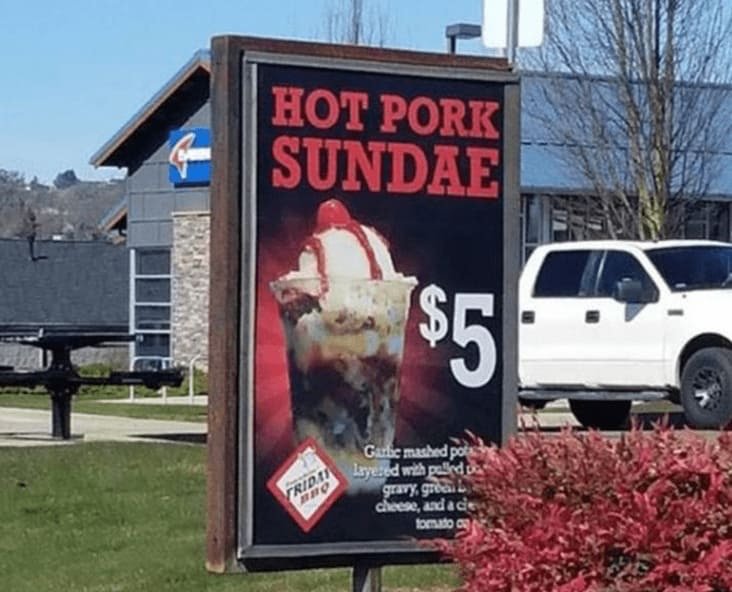 HOT PORK
SUNDAE
$5
Garlic mashed
layered with pulled
gravy,
cheese, and a
tomato
FRIDAY
BBQ